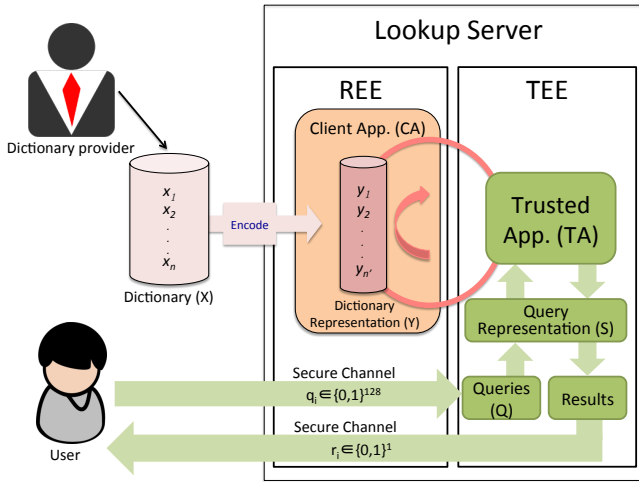 Lookup Server
REE
TEE
Dictionary provider
Client App. (CA)
x1
x2
.
.
.
xn
Encode
y1
y2
.
.
.
yn'
Trusted
App. (TA)
Dictionary (X)
Dictionary
Representation (Y)
Query
Representation (S)
Secure Channel
qi ∈ {0,1}^128
Queries
(Q)
Results
Secure Channel
ri ∈ {0,1}^1
User